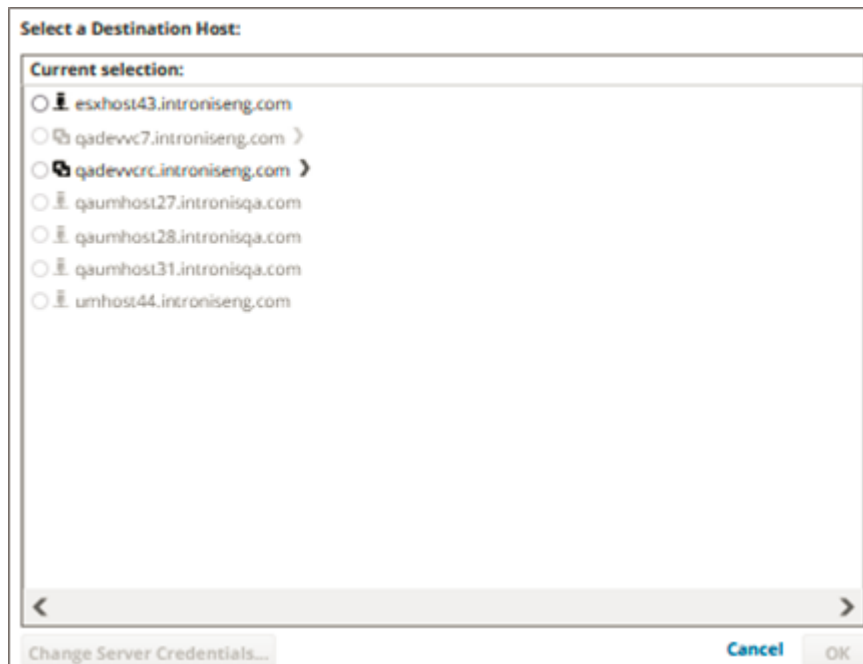 Select a Destination Host:
Current selection:
esxhost43.introniseng.com
qadevvc7.introniseng.com
qadevvcrc.introniseng.com
qaumhost27.intronisqa.com
qaumhost28.intronisqa.com
qaumhost31.intronisqa.com
umhost44.introniseng.com
Change Server Credentials... Cancel OK